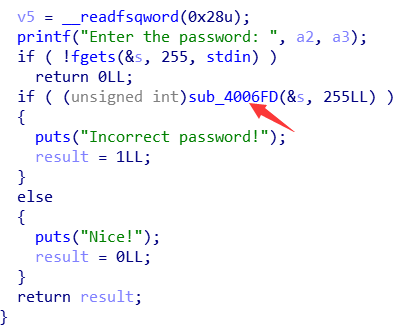 v5 = __readfsqword(0x28u);
printf("Enter the password: ", a2, a3);
if ( !fgets(&s, 255, stdin) )
return 0LL;
if ( (unsigned int)sub_4006FD(&s, 255LL) )
{
puts("Incorrect password!");
result = 1LL;
}
else
{
puts("Nice!");
result = 0LL;
}
return result;
}